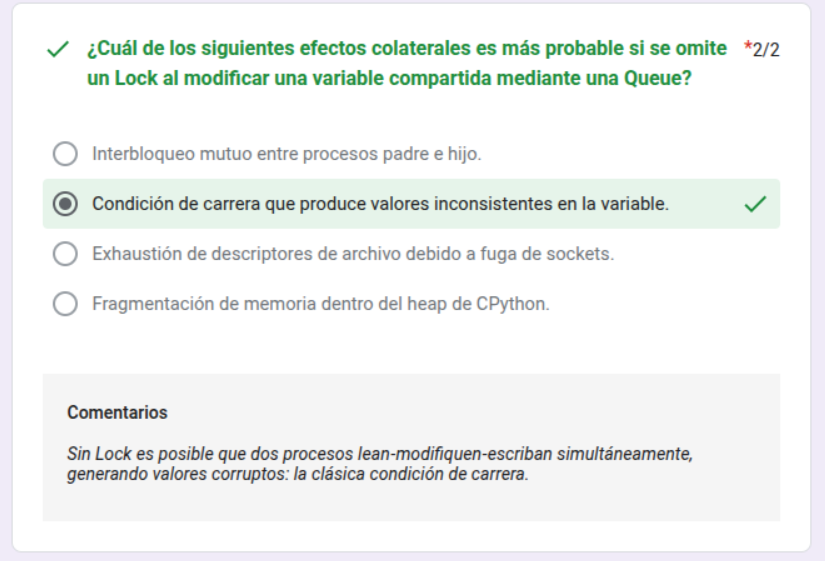 ¿Cuál de los siguientes efectos colaterales es más probable si se omite *2/2
un Lock al modificar una variable compartida mediante una Queue?
Interbloqueo mutuo entre procesos padre e hijo.
Condición de carrera que produce valores inconsistentes en la variable.
Exhaustión de descriptores de archivo debido a fuga de sockets.
Fragmentación de memoria dentro del heap de CPython.
Comentarios
Sin Lock es posible que dos procesos lean-modifiquen-escriban simultáneamente,
generando valores corruptos: la clásica condición de carrera.